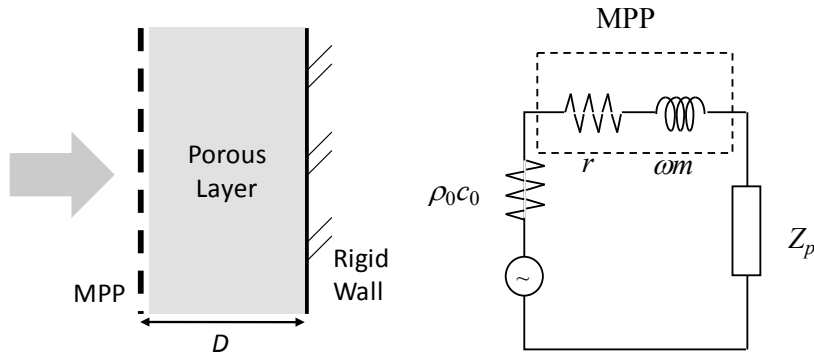 MPP
Porous
Layer
r
ωm
ρ₀c₀
Zₚ
Rigid
Wall
MPP
~
D